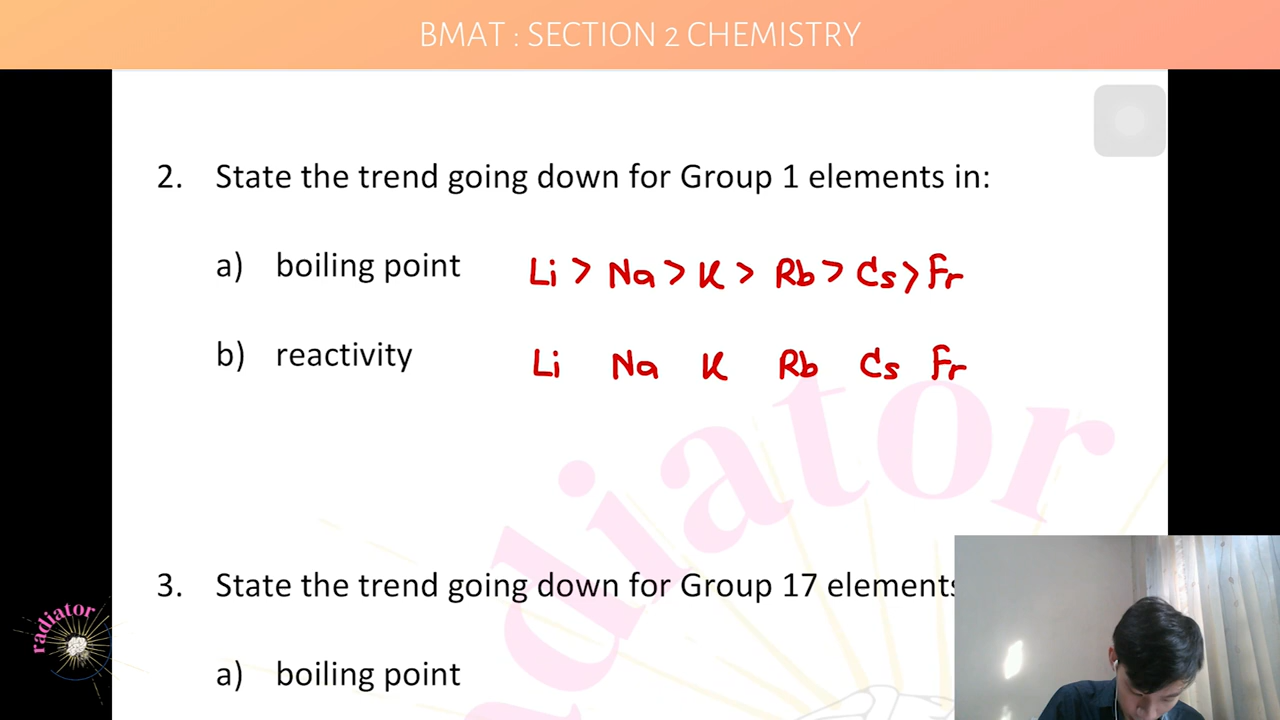 BMAT : SECTION 2 CHEMISTRY
2. State the trend going down for Group 1 elements in:
a) boiling point Li > Na > K > Rb > Cs > Fr
b) reactivity Li Na K Rb Cs Fr
radiator
3. State the trend going down for Group 17 elements
radiator
a) boiling point